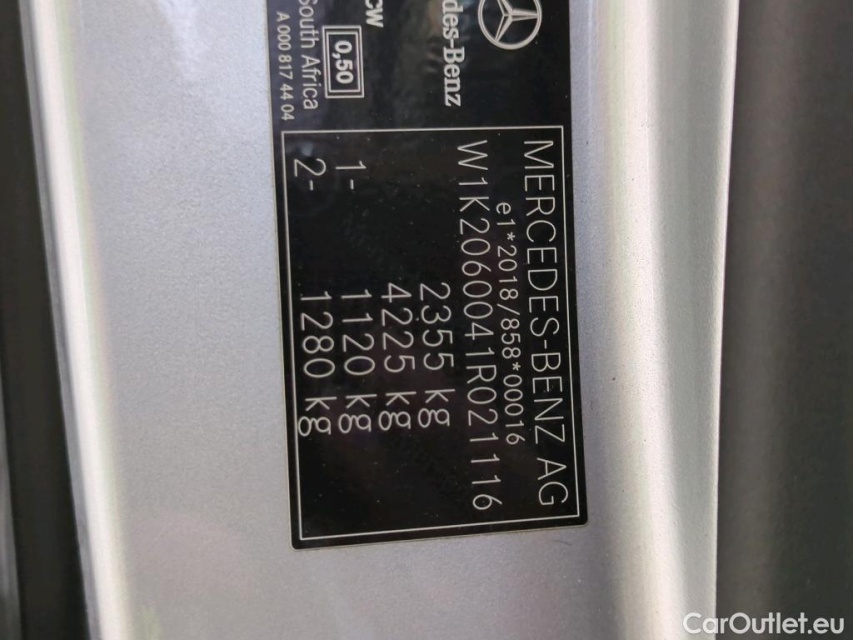 des-Benz
CW
0,50
South Africa
A 000 817 44 04
MERCEDES-BENZ AG
e1*2018/858*00016
W1K2060041R021116
2355 kg
4225 kg
1- 1120 kg
2- 1280 kg
CarOutlet.eu